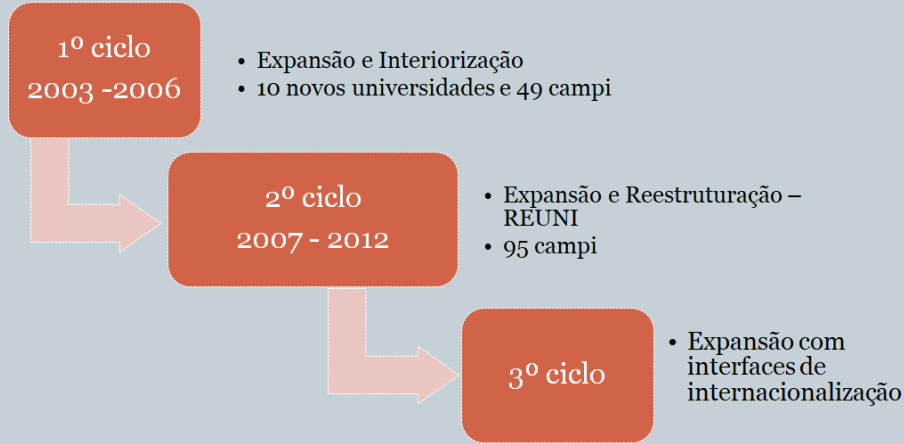 1º ciclo
2003 -2006
• Expansão e Interiorização
• 10 novos universidades e 49 campi
2º ciclo
2007 - 2012
• Expansão e Reestruturação –
REUNI
• 95 campi
3º ciclo
• Expansão com
interfaces de
internacionalização